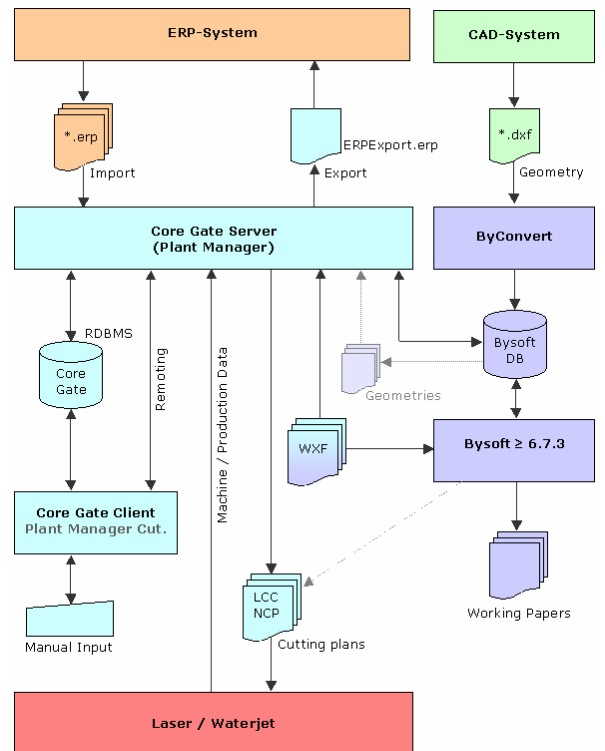 ERP-System
CAD-System
*.erp
Import
ERPExport.erp
Export
*.dxf
Geometry
Core Gate Server
(Plant Manager)
ByConvert
RDBMS
Core
Gate
Remoting
Machine / Production Data
Geometries
Bysoft
DB
WXF
Bysoft ≥ 6.7.3
Core Gate Client
Plant Manager Cut.
Manual Input
LCC
NCP
Cutting plans
Working Papers
Laser / Waterjet